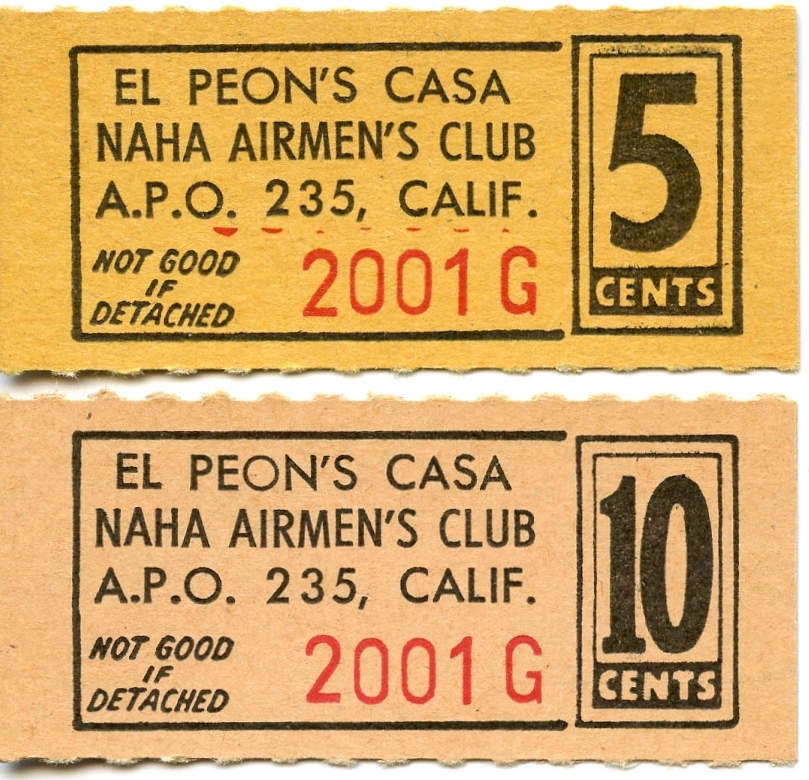 EL PEON'S CASA
NAHA AIRMEN'S CLUB
A.P.O. 235, CALIF.
NOT GOOD
IF
DETACHED
2001 G
5
CENTS
EL PEON'S CASA
NAHA AIRMEN'S CLUB
A.P.O. 235, CALIF.
NOT GOOD
IF
DETACHED
2001 G
10
CENTS